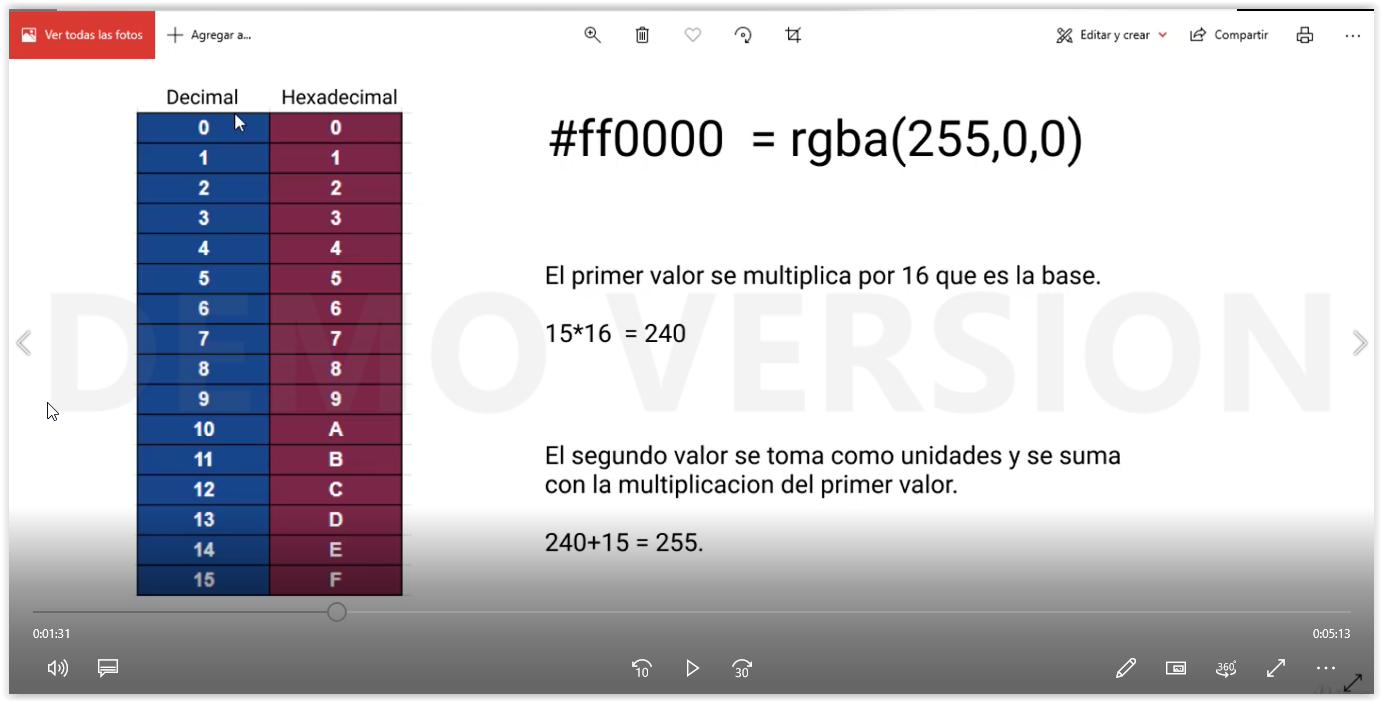 Ver todas las fotos
Agregar a...
Editar y crear
Compartir
Decimal Hexadecimal
0 0
1 1
2 2
3 3
4 4
5 5
6 6
7 7
8 8
9 9
10 A
11 B
12 C
13 D
14 E
15 F
#ff0000 = rgba(255,0,0)
El primer valor se multiplica por 16 que es la base.
15*16 = 240
DEMO VERSION
El segundo valor se toma como unidades y se suma
con la multiplicacion del primer valor.
240+15 = 255.
0:01:31
0:05:13
10
30
360